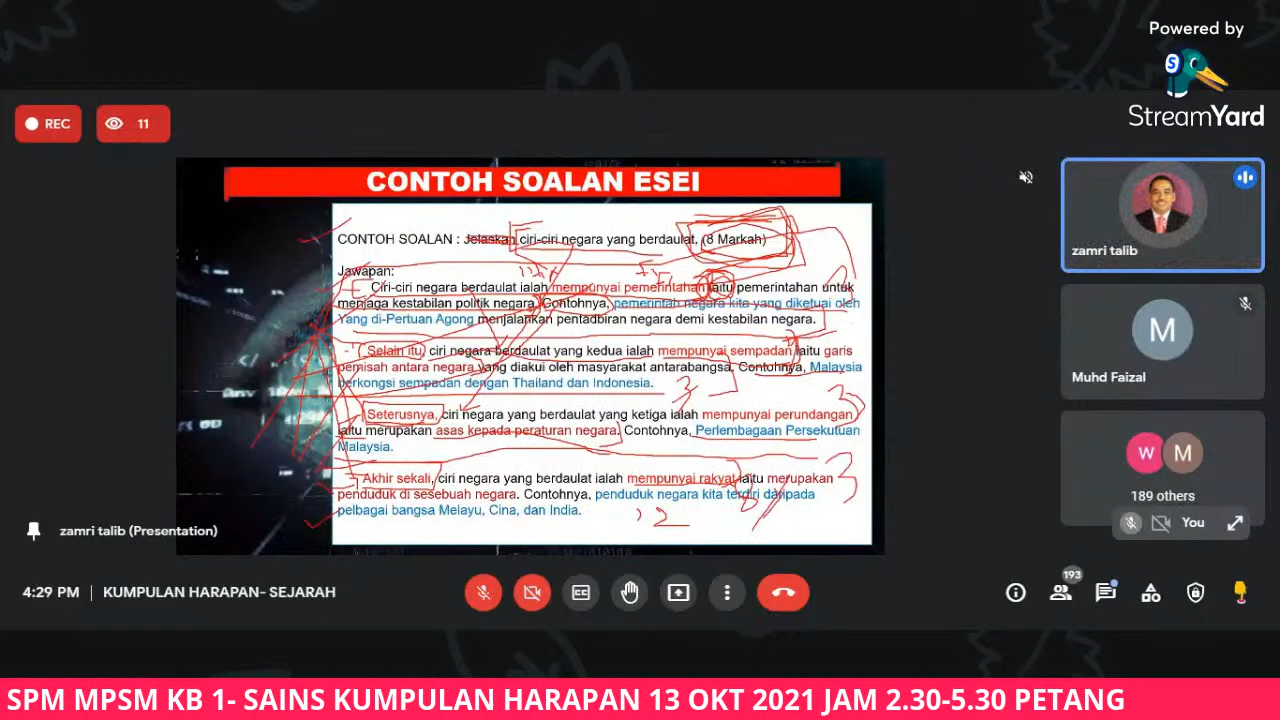 Powered by
StreamYard
REC
11
CONTOH SOALAN ESEI
CONTOH SOALAN : Jelaskan ciri-ciri negara yang berdaulat. (8 Markah)
Jawapan:
Ciri-ciri negara berdaulat ialah mempunyai pemerintahan iaitu pemerintahan untuk
menjaga kestabilan politik negara. Contohnya, pemerintah negara kita yang diketuai oleh
Yang di-Pertuan Agong menjalankan pentadbiran negara demi kestabilan negara.
Selain itu, ciri negara berdaulat yang kedua ialah mempunyai sempadan iaitu garis
pemisah antara negara yang diakui oleh masyarakat antarabangsa. Contohnya, Malaysia
berkongsi sempadan dengan Thailand dan Indonesia.
3
Seterusnya, ciri negara yang berdaulat yang ketiga ialah mempunyai perundangan
iaitu merupakan asas kepada peraturan negara. Contohnya, Perlembagaan Persekutuan
Malaysia.
Akhir sekali, ciri negara yang berdaulat ialah mempunyai rakyat iaitu merupakan
penduduk di sesebuah negara. Contohnya, penduduk negara kita terdiri daripada
pelbagai bangsa Melayu, Cina, dan India.
3
8
12
zamri talib
M
Muhd Faizal
W M
189 others
You
zamri talib (Presentation)
4:29 PM | KUMPULAN HARAPAN- SEJARAH
193
SPM MPSM KB 1- SAINS KUMPULAN HARAPAN 13 OKT 2021 JAM 2.30-5.30 PETANG